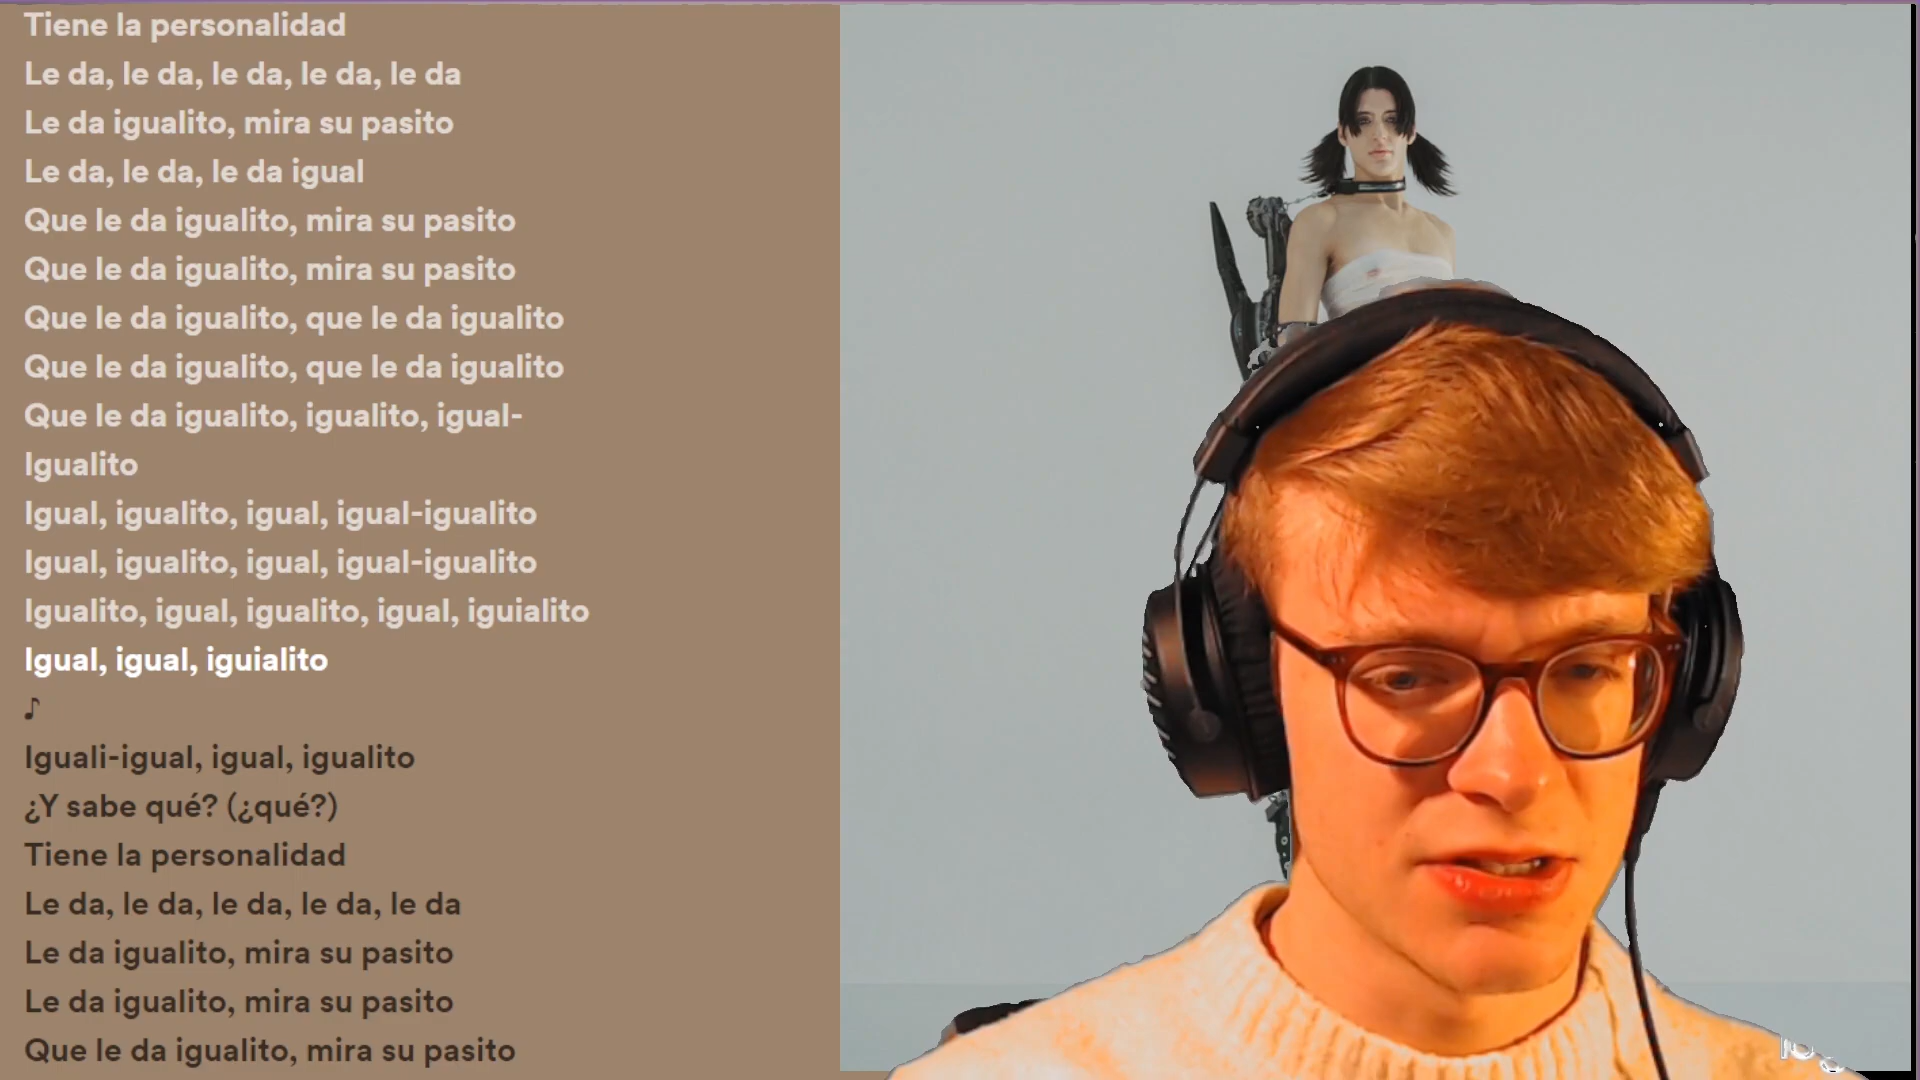 Tiene la personalidad
Le da, le da, le da, le da, le da
Le da igualito, mira su pasito
Le da, le da, le da igual
Que le da igualito, mira su pasito
Que le da igualito, mira su pasito
Que le da igualito, que le da igualito
Que le da igualito, que le da igualito
Que le da igualito, igualito, igual-
Igualito
Igual, igualito, igual, igual-igualito
Igual, igualito, igual, igual-igualito
Igualito, igual, igualito, igual, iguialito
Igual, igual, iguialito
♪
Iguali-igual, igual, igualito
¿Y sabe qué? (¿qué?)
Tiene la personalidad
Le da, le da, le da, le da, le da
Le da igualito, mira su pasito
Le da igualito, mira su pasito
Que le da igualito, mira su pasito